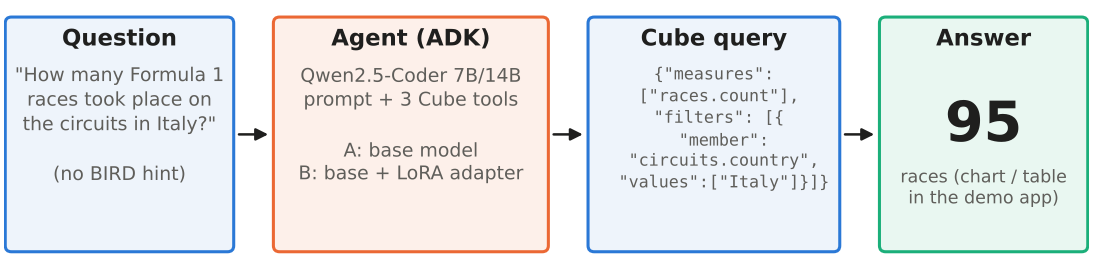 Question
"How many Formula 1
races took place on
the circuits in Italy?"
(no BIRD hint)
Agent (ADK)
Qwen2.5-Coder 7B/14B
prompt + 3 Cube tools
A: base model
B: base + LoRA adapter
Cube query
{"measures":
["races.count"],
"filters": [{
"member":
"circuits.country",
"values":["Italy"]}]}
Answer
95
races (chart / table
in the demo app)